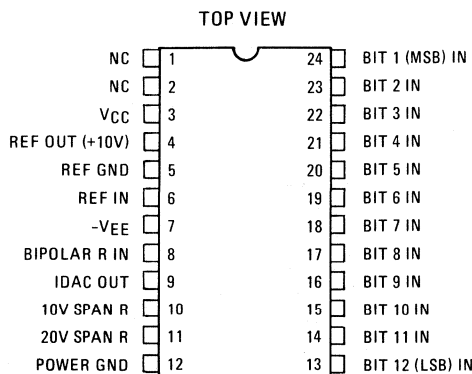 TOP VIEW
NC 1 24 BIT 1 (MSB) IN
NC 2 23 BIT 2 IN
VCC 3 22 BIT 3 IN
REF OUT (+10V) 4 21 BIT 4 IN
REF GND 5 20 BIT 5 IN
REF IN 6 19 BIT 6 IN
-VEE 7 18 BIT 7 IN
BIPOLAR R IN 8 17 BIT 8 IN
IDAC OUT 9 16 BIT 9 IN
10V SPAN R 10 15 BIT 10 IN
20V SPAN R 11 14 BIT 11 IN
POWER GND 12 13 BIT 12 (LSB) IN